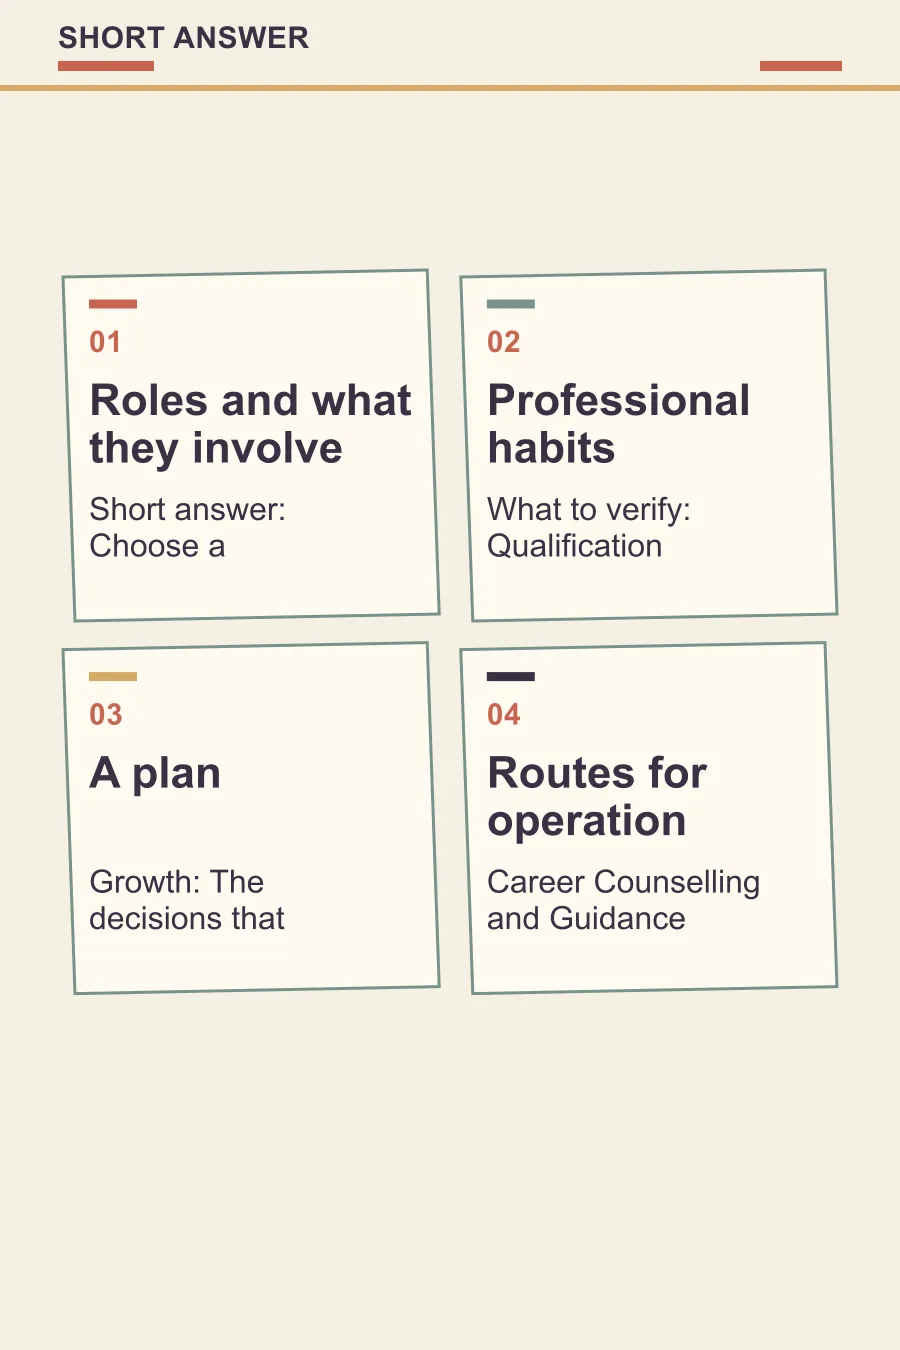 SHORT ANSWER
01
Roles and what
they involve
Short answer:
Choose a
02
Professional
habits
What to verify:
Qualification
03
A plan
Growth: The
decisions that
04
Routes for
operation
Career Counselling
and Guidance